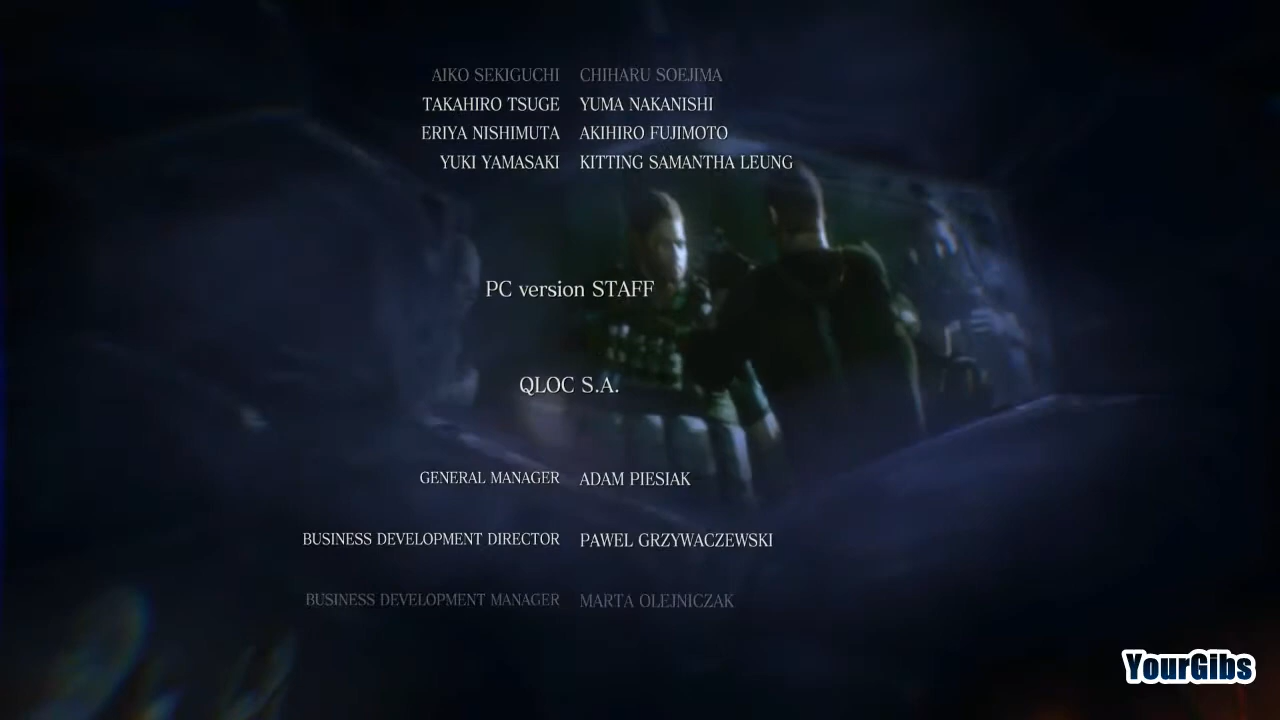 AIKO SEKIGUCHI CHIHARU SOEJIMA
TAKAHIRO TSUGE YUMA NAKANISHI
ERIYA NISHIMUTA AKIHIRO FUJIMOTO
YUKI YAMASAKI KITTING SAMANTHA LEUNG
PC version STAFF
QLOC S.A.
GENERAL MANAGER ADAM PIESIAK
BUSINESS DEVELOPMENT DIRECTOR PAWEL GRZYWACZEWSKI
BUSINESS DEVELOPMENT MANAGER MARTA OLEJNICZAK
YourGibs